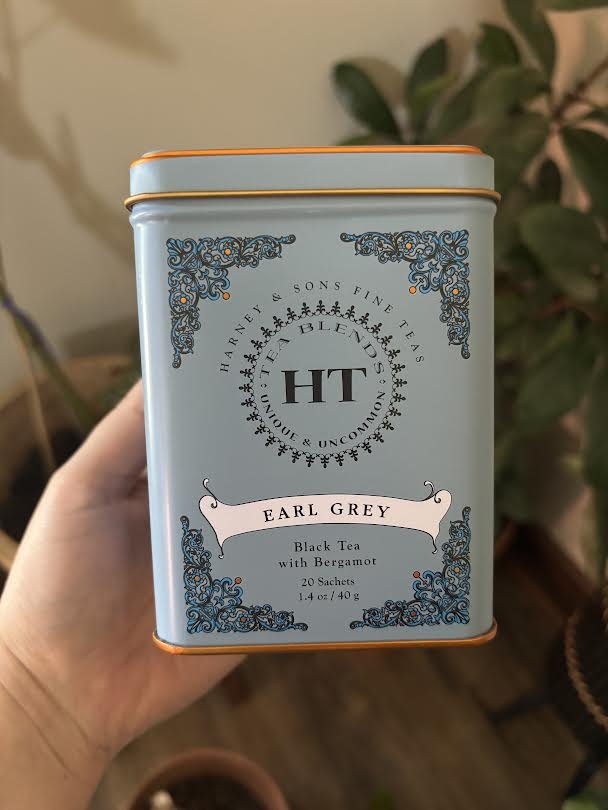 HARNEY & SONS FINE TEAS
TEA BLENDS
HT
UNIQUE & UNCOMMON
EARL GREY
Black Tea
with Bergamot
20 Sachets
1.4 oz / 40 g